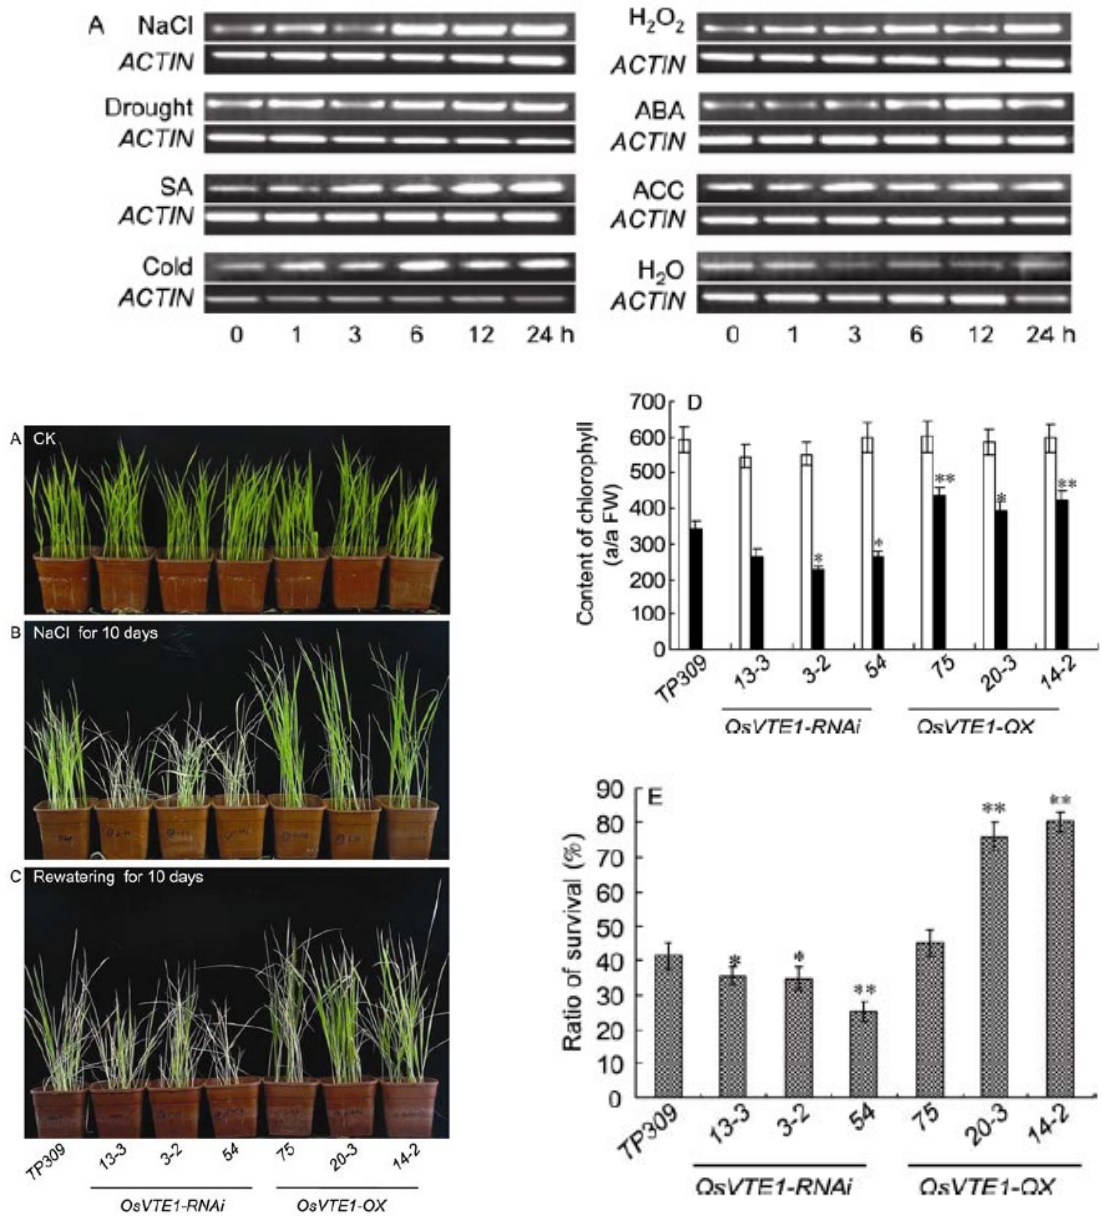 A NaCl
ACTIN
Drought
ACTIN
SA
ACTIN
Cold
ACTIN
0 1 3 6 12 24 h
H2O2
ACTIN
ABA
ACTIN
ACC
ACTIN
H2O
ACTIN
0 1 3 6 12 24 h
A CK
B NaCl for 10 days
C Rewatering for 10 days
TP309 13-3 3-2 54 75 20-3 14-2
OsVTE1-RNAi OsVTE1-OX
D
Content of chlorophyll
(a/a FW)
700
600
500
400
300
200
100
0
** * **
* *
TP309 13-3 3-2 54 75 20-3 14-2
OsVTE1-RNAi OsVTE1-OX
E
Ratio of survival (%)
90
80
70
60
50
40
30
20
10
0
* * ** ** **
TP309 13-3 3-2 54 75 20-3 14-2
OsVTE1-RNAi OsVTE1-OX